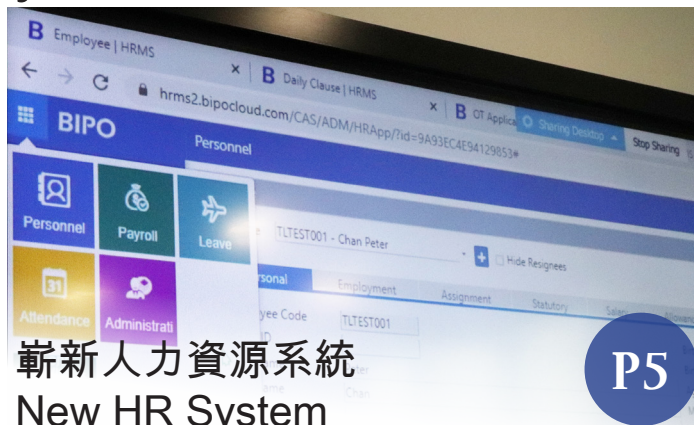 B Employee | HRMS × B Daily Clause | HRMS × B OT Applica Sharing Desktop Stop Sharing
hrms2.bipocloud.com/CAS/ADM/HRApp/?id=9A93EC4E94129853#
BIPO Personnel
Personnel Payroll Leave
TLTEST001 - Chan Peter Hide Resignees
Attendance Administrati
sonal Employment Assignment Statutory
yee Code TLTEST001
Chan
嶄新人力資源系統
New HR System
P5